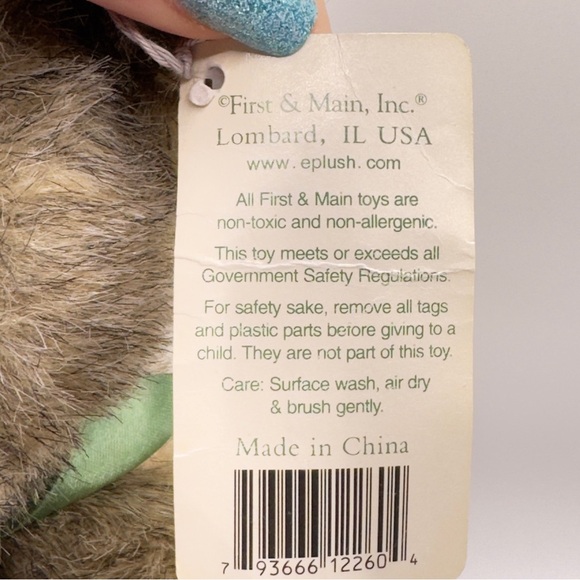 ©First & Main, Inc.®
Lombard, IL USA
www.eplush.com
All First & Main toys are
non-toxic and non-allergenic.
This toy meets or exceeds all
Government Safety Regulations.
For safety sake, remove all tags
and plastic parts before giving to a
child. They are not part of this toy.
Care: Surface wash, air dry
& brush gently.
Made in China
7 93666 12260 4